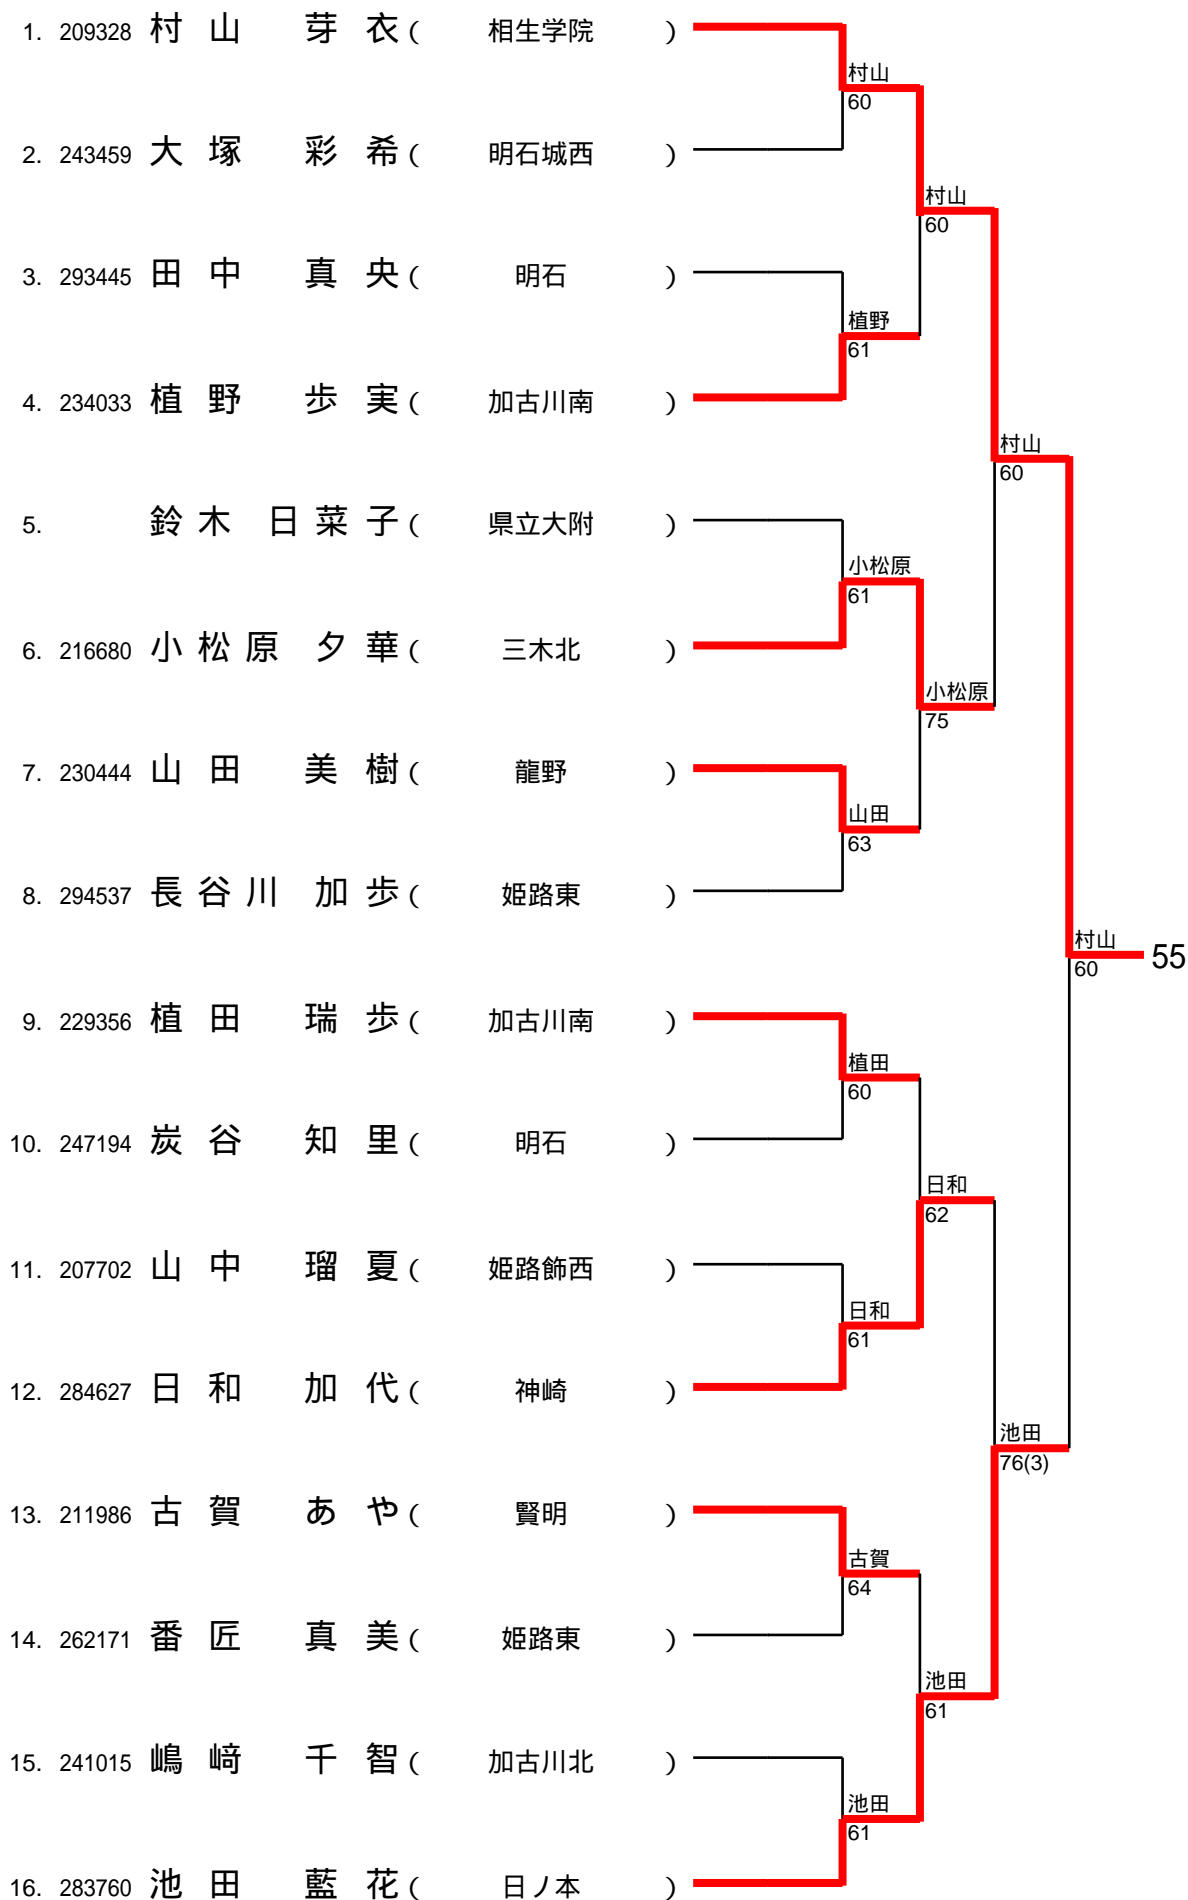 1. 209328 村山 芽衣 ( 相生学院 )
村山
60
2. 243459 大塚 彩希 ( 明石城西 )
村山
60
3. 293445 田中 真央 ( 明石 )
植野
61
4. 234033 植野 歩実 ( 加古川南 )
村山
60
5. 鈴木 日菜子 ( 県立大附 )
小松原
61
6. 216680 小松原 夕華 ( 三木北 )
小松原
75
7. 230444 山田 美樹 ( 龍野 )
山田
63
8. 294537 長谷川 加歩 ( 姫路東 )
村山
60
55
9. 229356 植田 瑞歩 ( 加古川南 )
植田
60
10. 247194 炭谷 知里 ( 明石 )
日和
62
11. 207702 山中 瑠夏 ( 姫路飾西 )
日和
61
12. 284627 日和 加代 ( 神崎 )
池田
76(3)
13. 211986 古賀 あや ( 賢明 )
古賀
64
14. 262171 番匠 真美 ( 姫路東 )
池田
61
15. 241015 嶋﨑 千智 ( 加古川北 )
池田
61
16. 283760 池田 藍花 ( 日ノ本 )